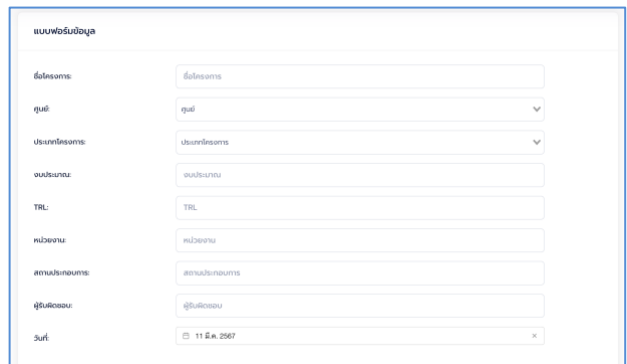 แบบฟอร์มข้อมูล
ชื่อโครงการ: ชื่อโครงการ
ศูนย์: ศูนย์
ประเภทโครงการ: ประเภทโครงการ
งบประมาณ: งบประมาณ
TRL: TRL
หน่วยงาน: หน่วยงาน
สถานประกอบการ: สถานประกอบการ
ผู้รับผิดชอบ: ผู้รับผิดชอบ
วันที่: 11 มี.ค. 2567